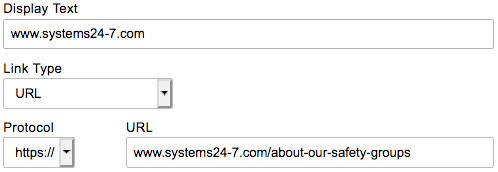 Display Text
www.systems24-7.com
Link Type
URL
Protocol URL
https:// www.systems24-7.com/about-our-safety-groups